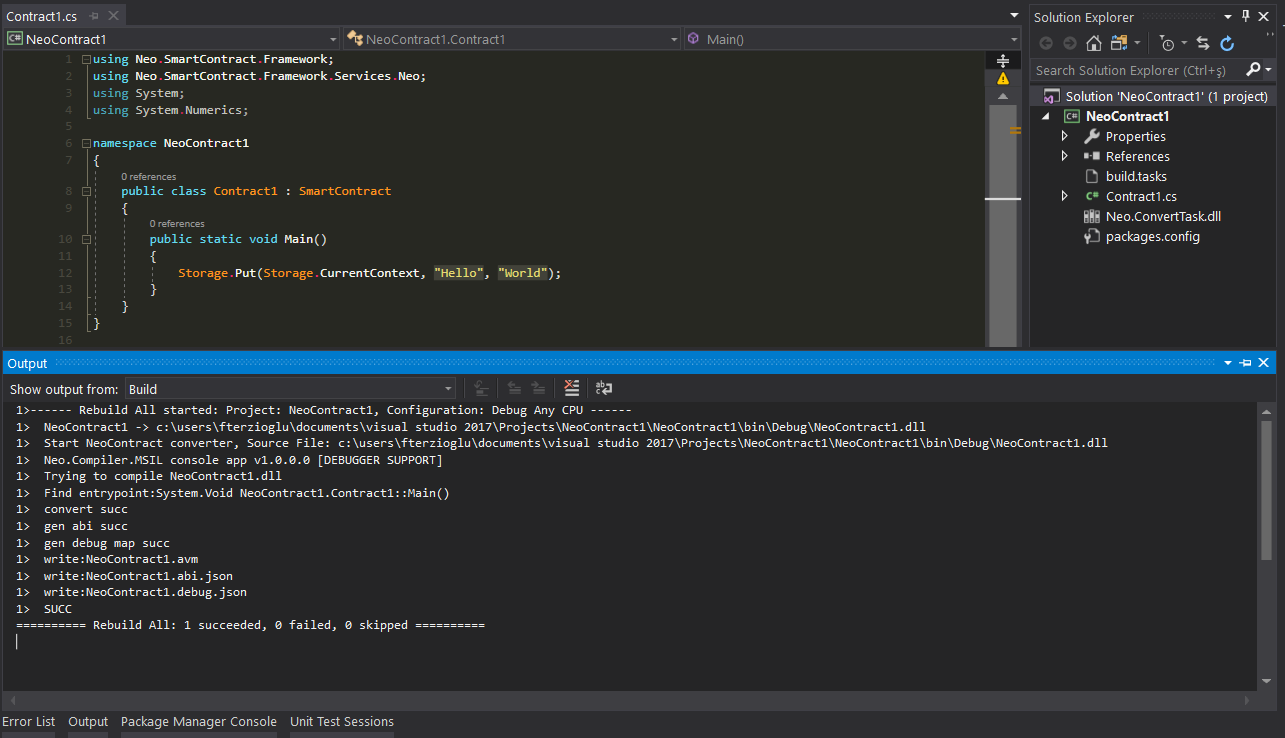 Contract1.cs
NeoContract1
NeoContract1.Contract1
Main()
1 using Neo.SmartContract.Framework;
2 using Neo.SmartContract.Framework.Services.Neo;
3 using System;
4 using System.Numerics;
5
6 namespace NeoContract1
7 {
0 references
8 public class Contract1 : SmartContract
9 {
0 references
10 public static void Main()
11 {
12 Storage.Put(Storage.CurrentContext, "Hello", "World");
13 }
14 }
15 }
16
Solution Explorer
Search Solution Explorer (Ctrl+ş)
Solution 'NeoContract1' (1 project)
C# NeoContract1
Properties
References
build.tasks
C# Contract1.cs
Neo.ConvertTask.dll
packages.config
Output
Show output from: Build
1>------ Rebuild All started: Project: NeoContract1, Configuration: Debug Any CPU ------
1> NeoContract1 -> c:\users\fterzioglu\documents\visual studio 2017\Projects\NeoContract1\NeoContract1\bin\Debug\NeoContract1.dll
1> Start NeoContract converter, Source File: c:\users\fterzioglu\documents\visual studio 2017\Projects\NeoContract1\NeoContract1\bin\Debug\NeoContract1.dll
1> Neo.Compiler.MSIL console app v1.0.0.0 [DEBUGGER SUPPORT]
1> Trying to compile NeoContract1.dll
1> Find entrypoint:System.Void NeoContract1.Contract1::Main()
1> convert succ
1> gen abi succ
1> gen debug map succ
1> write:NeoContract1.avm
1> write:NeoContract1.abi.json
1> write:NeoContract1.debug.json
1> SUCC
========== Rebuild All: 1 succeeded, 0 failed, 0 skipped ==========
Error List Output Package Manager Console Unit Test Sessions